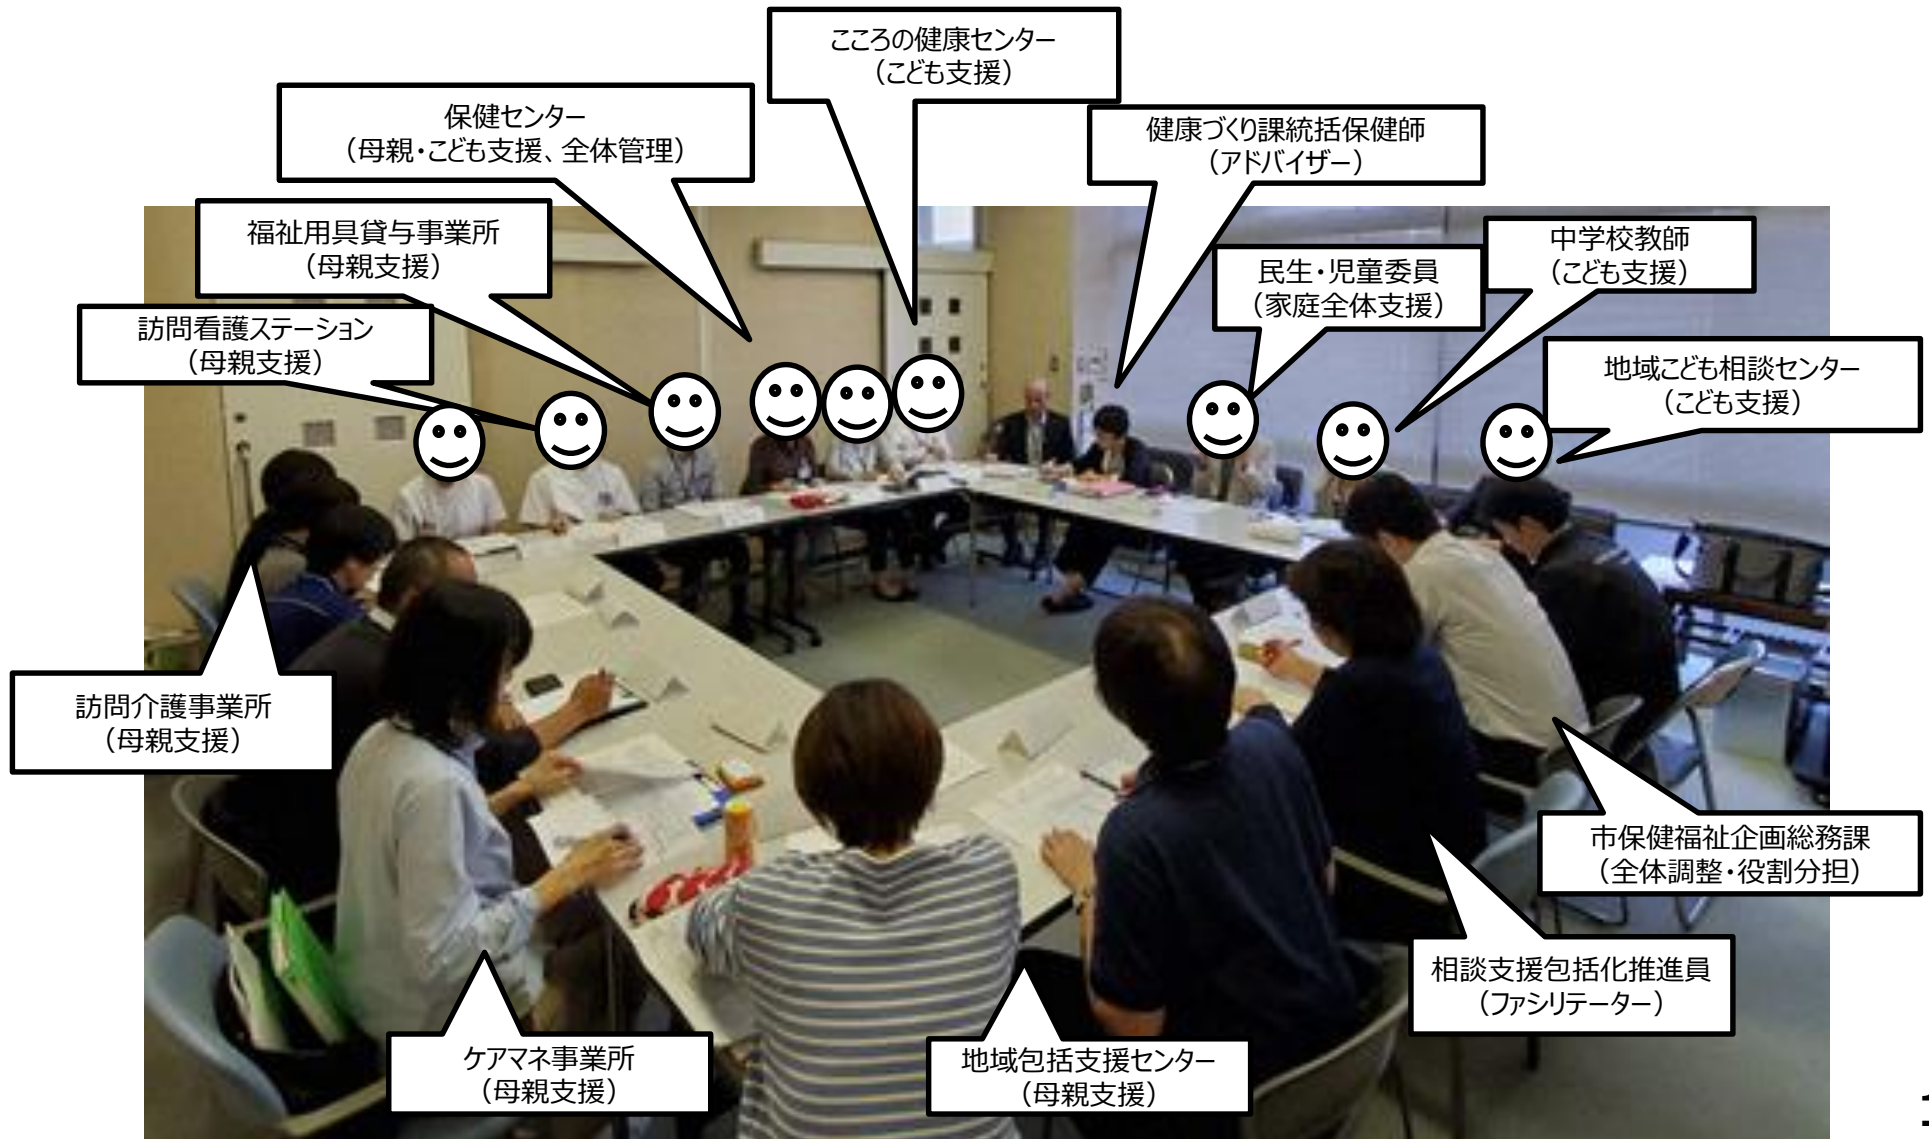 こころの健康センター
（こども支援）
保健センター
（母親・こども支援、全体管理）
健康づくり課統括保健師
（アドバイザー）
福祉用具貸与事業所
（母親支援）
中学校教師
（こども支援）
民生・児童委員
（家庭全体支援）
訪問看護ステーション
（母親支援）
地域こども相談センター
（こども支援）
訪問介護事業所
（母親支援）
市保健福祉企画総務課
（全体調整・役割分担）
相談支援包括化推進員
（ファシリテーター）
ケアマネ事業所
（母親支援）
地域包括支援センター
（母親支援）